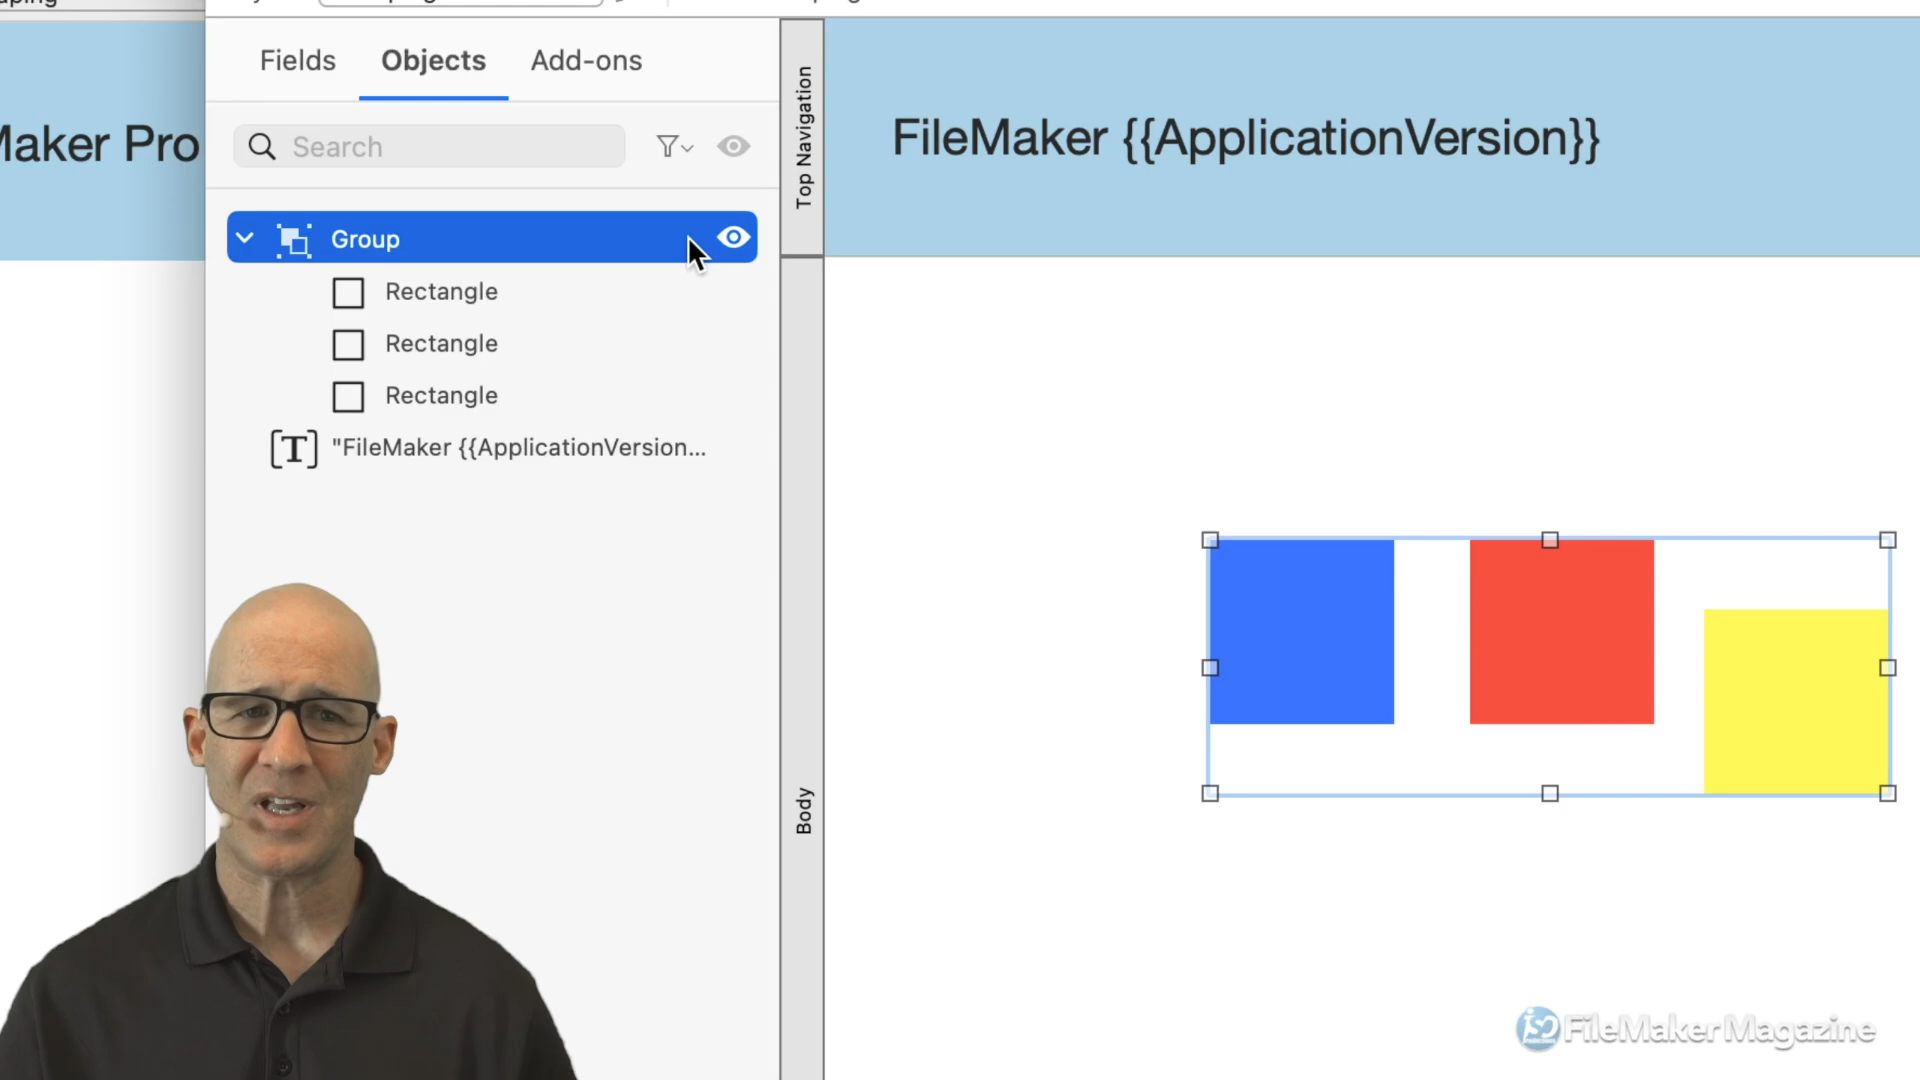 Fields Objects Add-ons
Search
Group
Rectangle
Rectangle
Rectangle
"FileMaker {{ApplicationVersion...
Maker Pro
Top Navigation
FileMaker {{ApplicationVersion}}
Body
FileMakerMagazine